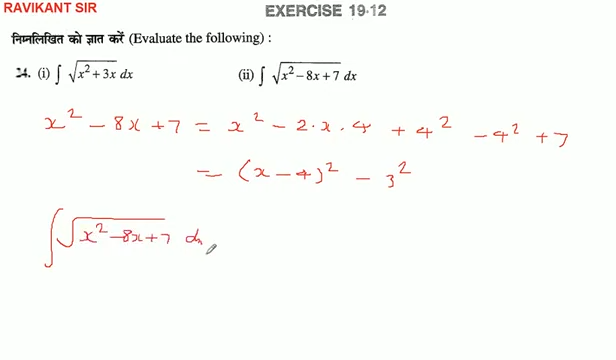 RAVIKANT SIR
EXERCISE 19·12
निम्नलिखित को ज्ञात करें (Evaluate the following) :
24. (i) ∫ √(x² + 3x) dx (ii) ∫ √(x² − 8x + 7) dx
x² − 8x + 7 = x² − 2·x·4 + 4² − 4² + 7
= (x − 4)² − 3²
∫ √(x² − 8x + 7) dx